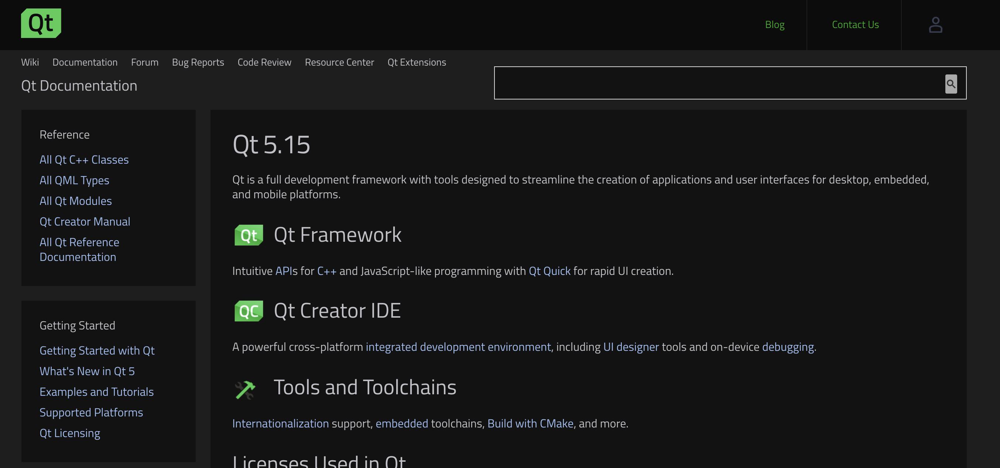 Qt
Blog
Contact Us
Wiki
Documentation
Forum
Bug Reports
Code Review
Resource Center
Qt Extensions
Qt Documentation
Reference
All Qt C++ Classes
All QML Types
All Qt Modules
Qt Creator Manual
All Qt Reference
Documentation
Getting Started
Getting Started with Qt
What's New in Qt 5
Examples and Tutorials
Supported Platforms
Qt Licensing
Qt 5.15
Qt is a full development framework with tools designed to streamline the creation of applications and user interfaces for desktop, embedded,
and mobile platforms.
Qt Qt Framework
Intuitive APIs for C++ and JavaScript-like programming with Qt Quick for rapid UI creation.
QC Qt Creator IDE
A powerful cross-platform integrated development environment, including UI designer tools and on-device debugging.
Tools and Toolchains
Internationalization support, embedded toolchains, Build with CMake, and more.
Licenses Used in Qt